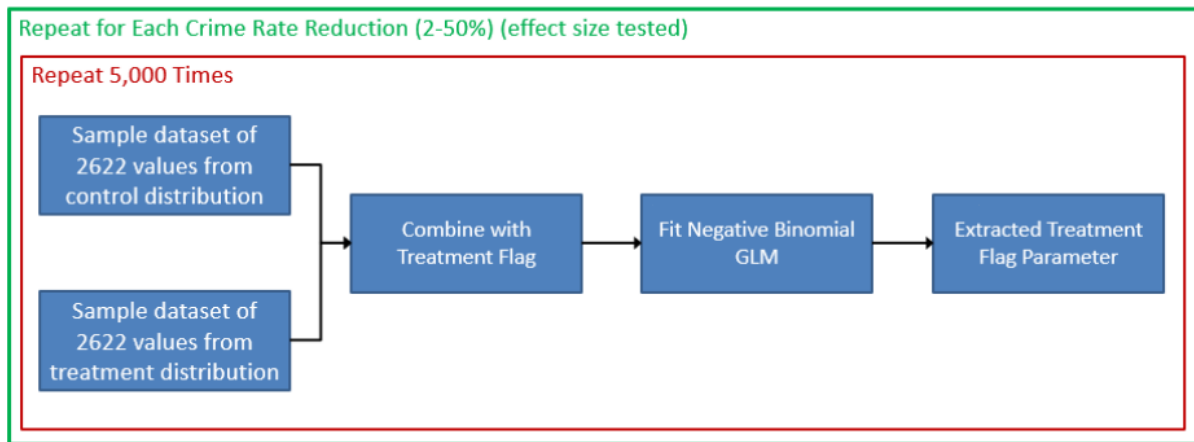 Repeat for Each Crime Rate Reduction (2-50%) (effect size tested)
Repeat 5,000 Times
Sample dataset of
2622 values from
control distribution
Sample dataset of
2622 values from
treatment distribution
Combine with
Treatment Flag
Fit Negative Binomial
GLM
Extracted Treatment
Flag Parameter